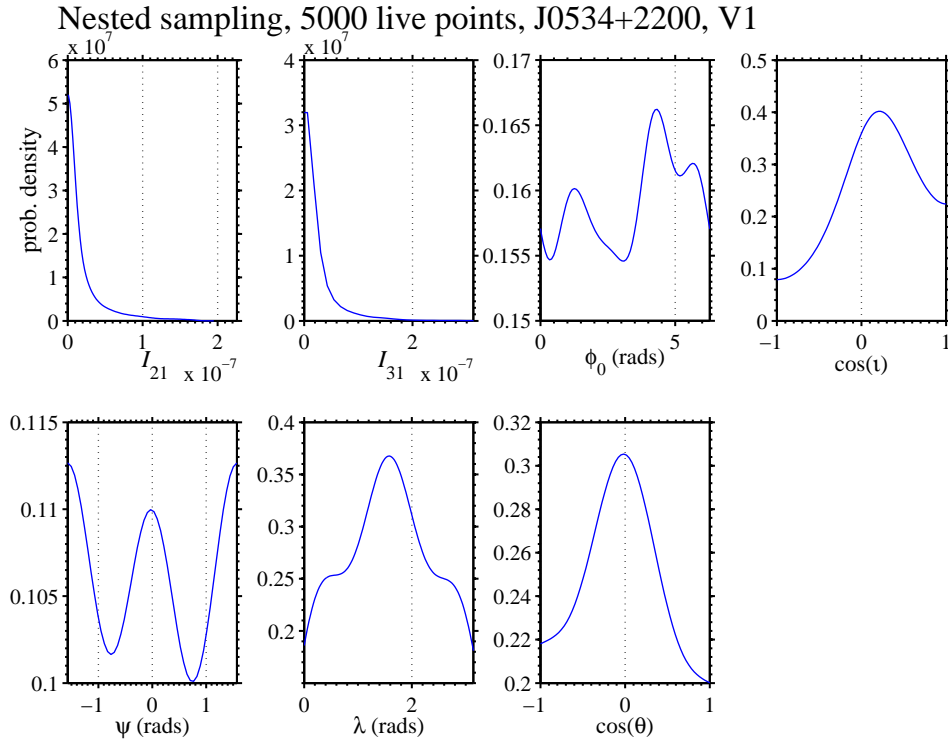 Nested sampling, 5000 live points, J0534+2200, V1
x 10^7
6
5
4
3
2
1
0
prob. density
0 1 2
I_21 x 10^-7
x 10^7
4
3
2
1
0
0 2
I_31 x 10^-7
0.17
0.165
0.16
0.155
0.15
0 5
ϕ_0 (rads)
0.5
0.4
0.3
0.2
0.1
0
−1 0 1
cos(ι)
0.115
0.11
0.105
0.1
−1 0 1
ψ (rads)
0.4
0.35
0.3
0.25
0.2
0 2
λ (rads)
0.32
0.3
0.28
0.26
0.24
0.22
0.2
−1 0 1
cos(θ)